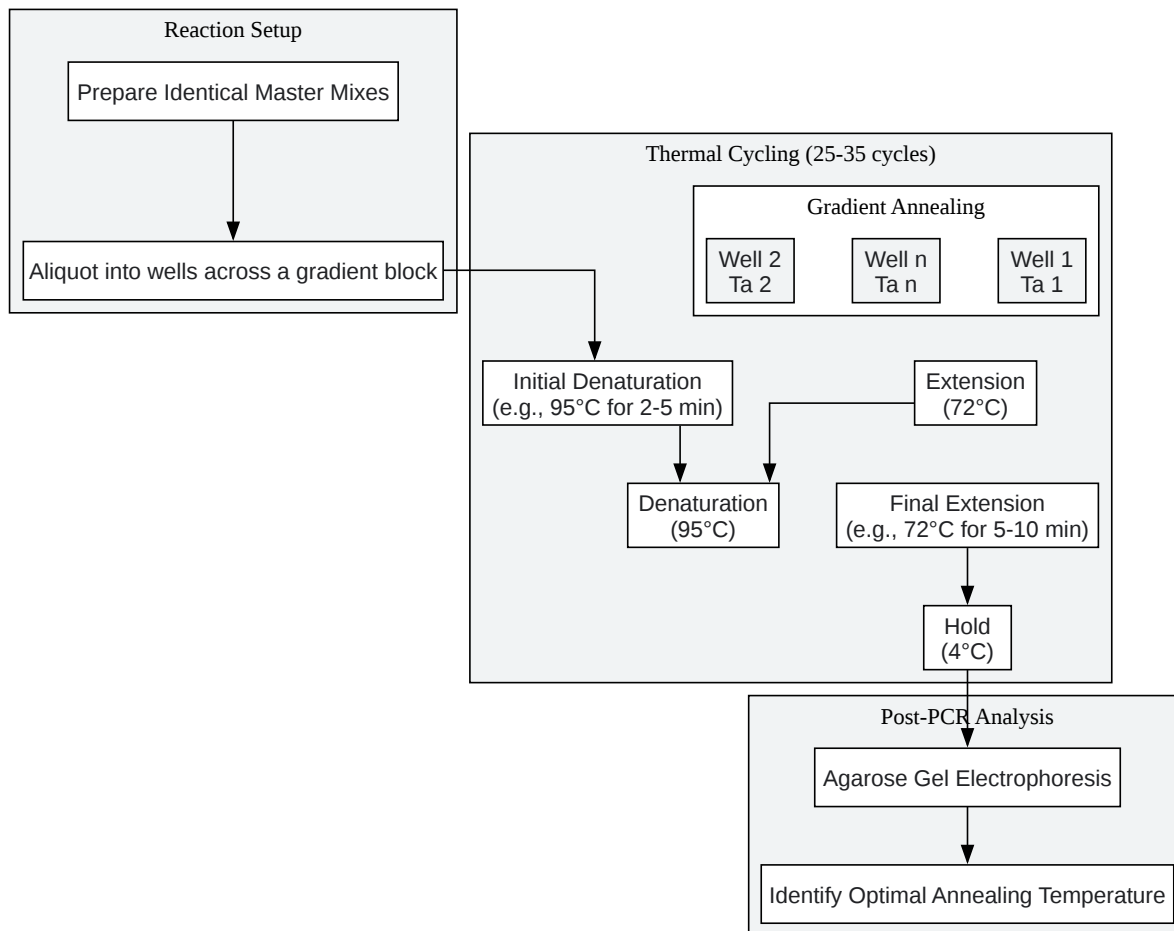 Reaction Setup
Prepare Identical Master Mixes
Aliquot into wells across a gradient block
Thermal Cycling (25-35 cycles)
Gradient Annealing
Well 2
Ta 2
Well n
Ta n
Well 1
Ta 1
Initial Denaturation
(e.g., 95°C for 2-5 min)
Extension
(72°C)
Denaturation
(95°C)
Final Extension
(e.g., 72°C for 5-10 min)
Hold
(4°C)
Post-PCR Analysis
Agarose Gel Electrophoresis
Identify Optimal Annealing Temperature